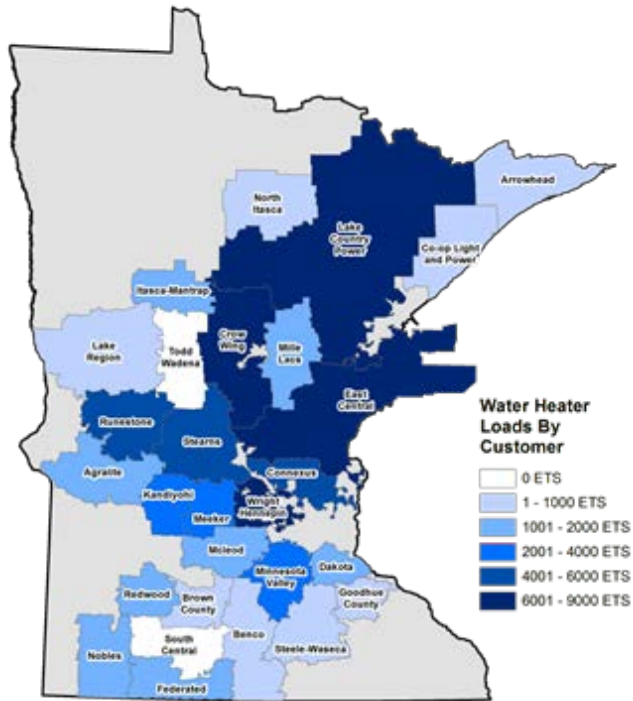 Arrowhead
North
Itasca
Lake
Country
Power
Co-op Light
and Power
Itasca-Mantrap
Crow
Wing
Mille
Lacs
Lake
Region
Todd
Wadena
East
Central
Runestone
Stearns
Agralite
Connexus
Kandiyohi
Meeker
Wright
Hennepin
Mcleod
Minnesota
Valley
Dakota
Redwood
Brown
County
Goodhue
County
South
Central
Benco
Steele-Waseca
Nobles
Federated
Water Heater
Loads By
Customer
0 ETS
1 - 1000 ETS
1001 - 2000 ETS
2001 - 4000 ETS
4001 - 6000 ETS
6001 - 9000 ETS